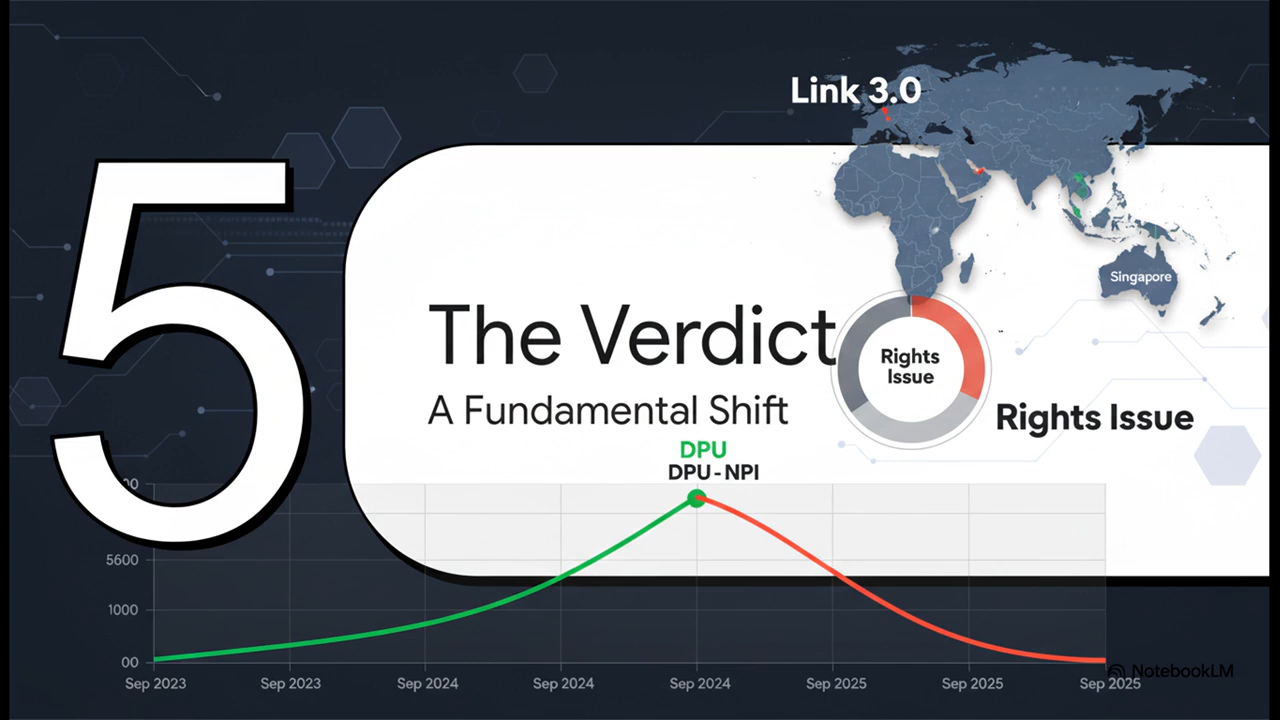 Link 3.0
5
Singapore
The Verdict
Rights
Issue
A Fundamental Shift
Rights Issue
DPU
DPU - NPI
00
5600
1000
00
Sep 2023
Sep 2023
Sep 2024
Sep 2024
Sep 2024
Sep 2025
Sep 2025
Sep 2025
NotebookLM